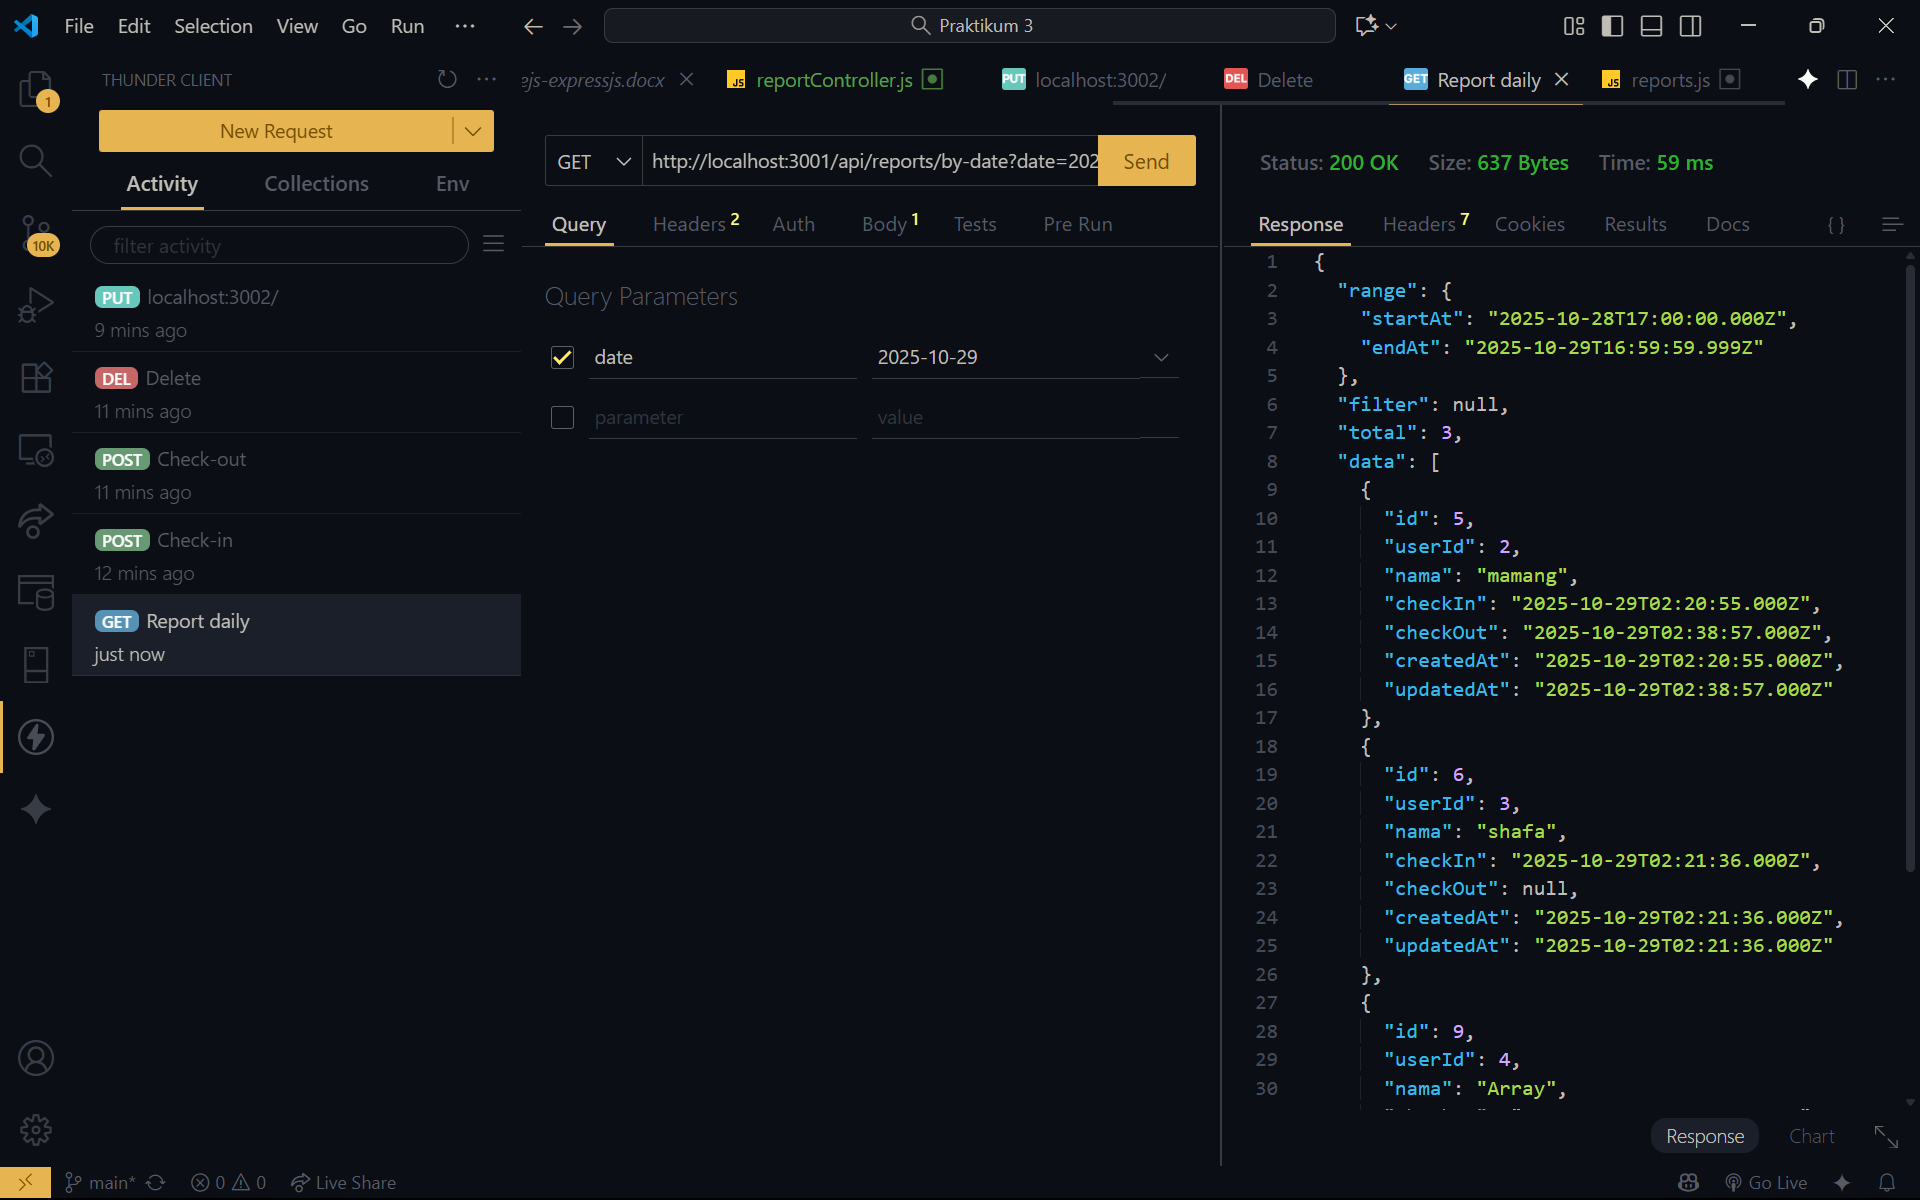 File Edit Selection View Go Run ···
Praktikum 3
THUNDER CLIENT
ejs-expressjs.docx
JS reportController.js
PUT localhost:3002/
DEL Delete
GET Report daily
JS reports.js
New Request
Activity Collections Env
filter activity
PUT localhost:3002/
9 mins ago
DEL Delete
11 mins ago
POST Check-out
11 mins ago
POST Check-in
12 mins ago
GET Report daily
just now
1
10K
GET http://localhost:3001/api/reports/by-date?date=202 Send
Query Headers 2 Auth Body 1 Tests Pre Run
Query Parameters
date 2025-10-29
parameter value
Status: 200 OK Size: 637 Bytes Time: 59 ms
Response Headers 7 Cookies Results Docs { }
1 {
2 "range": {
3 "startAt": "2025-10-28T17:00:00.000Z",
4 "endAt": "2025-10-29T16:59:59.999Z"
5 },
6 "filter": null,
7 "total": 3,
8 "data": [
9 {
10 "id": 5,
11 "userId": 2,
12 "nama": "mamang",
13 "checkIn": "2025-10-29T02:20:55.000Z",
14 "checkOut": "2025-10-29T02:38:57.000Z",
15 "createdAt": "2025-10-29T02:20:55.000Z",
16 "updatedAt": "2025-10-29T02:38:57.000Z"
17 },
18 {
19 "id": 6,
20 "userId": 3,
21 "nama": "shafa",
22 "checkIn": "2025-10-29T02:21:36.000Z",
23 "checkOut": null,
24 "createdAt": "2025-10-29T02:21:36.000Z",
25 "updatedAt": "2025-10-29T02:21:36.000Z"
26 },
27 {
28 "id": 9,
29 "userId": 4,
30 "nama": "Array",
Response Chart
main* 0 0 Live Share
Go Live